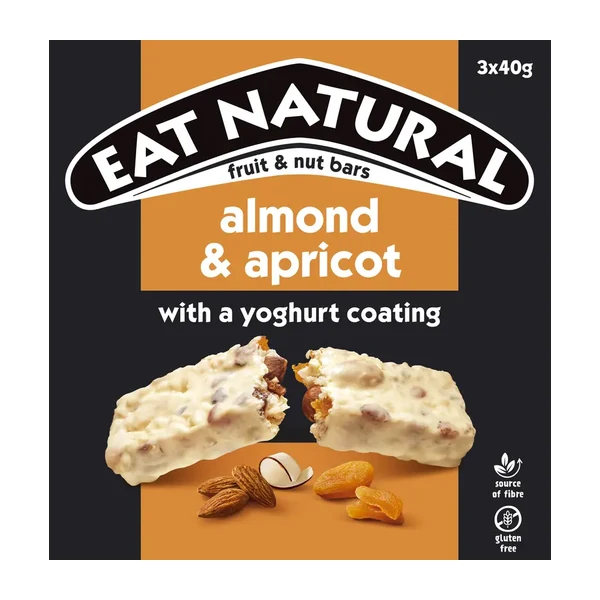 3x40g
EAT NATURAL
fruit & nut bars
almond
& apricot
with a yoghurt coating
source
of fibre
gluten
free